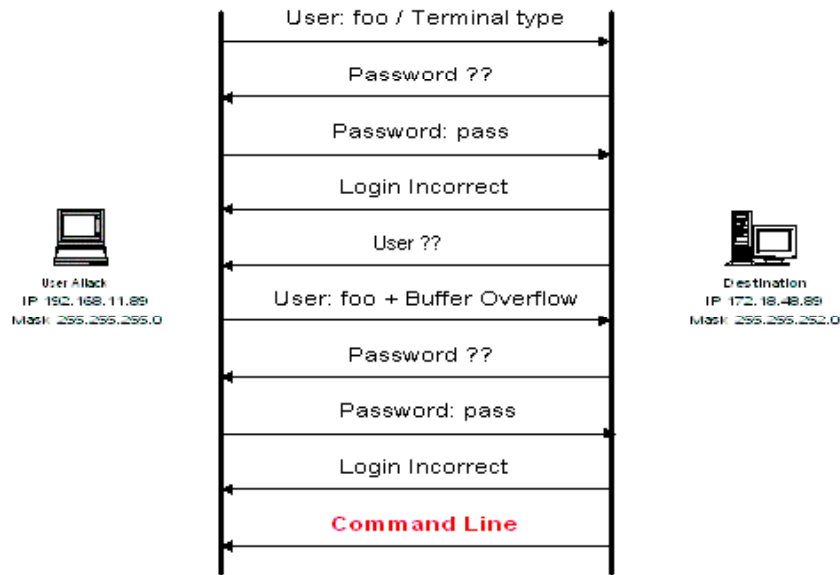 User: foo / Terminal type
Password ??
Password: pass
Login Incorrect
User ??
User: foo + Buffer Overflow
Password ??
Password: pass
Login Incorrect
Command Line
User Attack
IP 192.168.11.89
Mask 255.255.255.0
Destination
IP 172.18.48.89
Mask 255.255.252.0